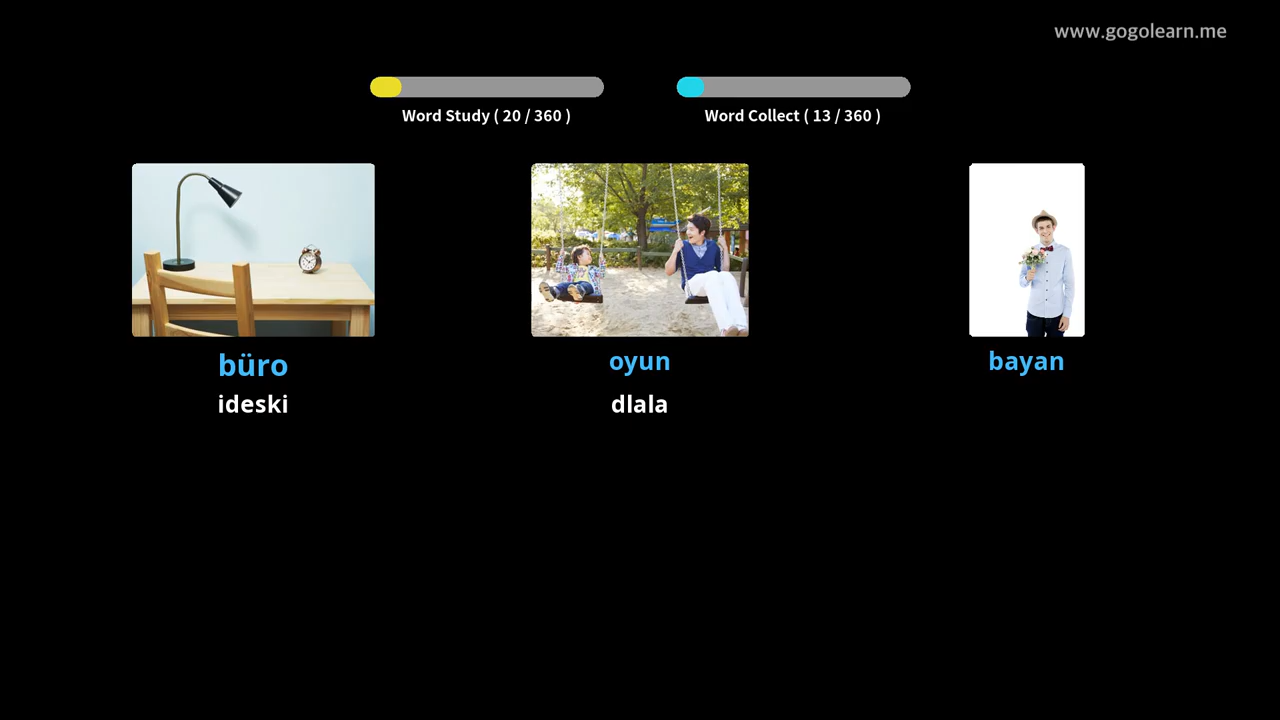 www.gogolearn.me
Word Study ( 20 / 360 )
Word Collect ( 13 / 360 )
büro
oyun
bayan
ideski
dlala